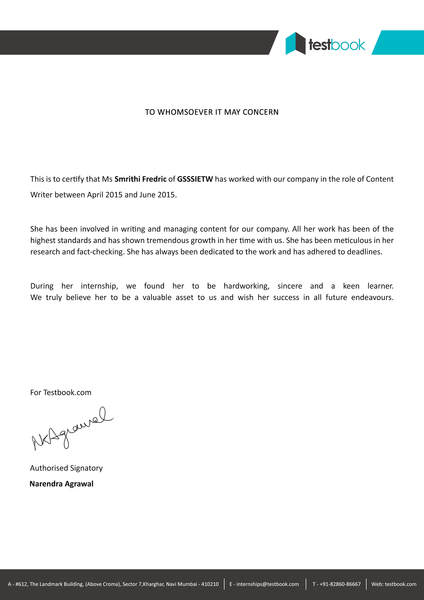 testbook
TO WHOMSOEVER IT MAY CONCERN
This is to certify that Ms Smrithi Fredric of GSSSIETW has worked with our company in the role of Content
Writer between April 2015 and June 2015.
She has been involved in writing and managing content for our company. All her work has been of the
highest standards and has shown tremendous growth in her time with us. She has been meticulous in her
research and fact-checking. She has always been dedicated to the work and has adhered to deadlines.
During her internship, we found her to be hardworking, sincere and a keen learner.
We truly believe her to be a valuable asset to us and wish her success in all future endeavours.
For Testbook.com
NKAgrawal
Authorised Signatory
Narendra Agrawal
A - #612, The Landmark Building, (Above Croma), Sector 7,Kharghar, Navi Mumbai - 410210 | E - internships@testbook.com | T - +91-82860-86667 | Web: testbook.com